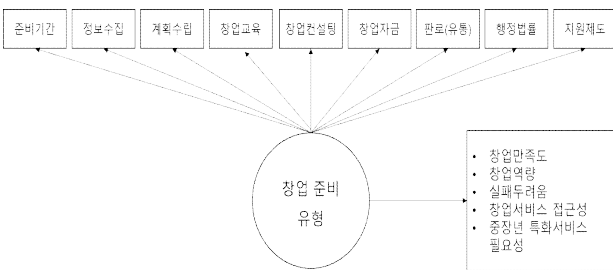 준비기간 정보수집 계획수립 창업교육 창업컨설팅 창업자금 판로(유통) 행정법률 지원제도
창업 준비
유형
• 창업만족도
• 창업역량
• 실패두려움
• 창업서비스 접근성
• 중장년 특화서비스
필요성